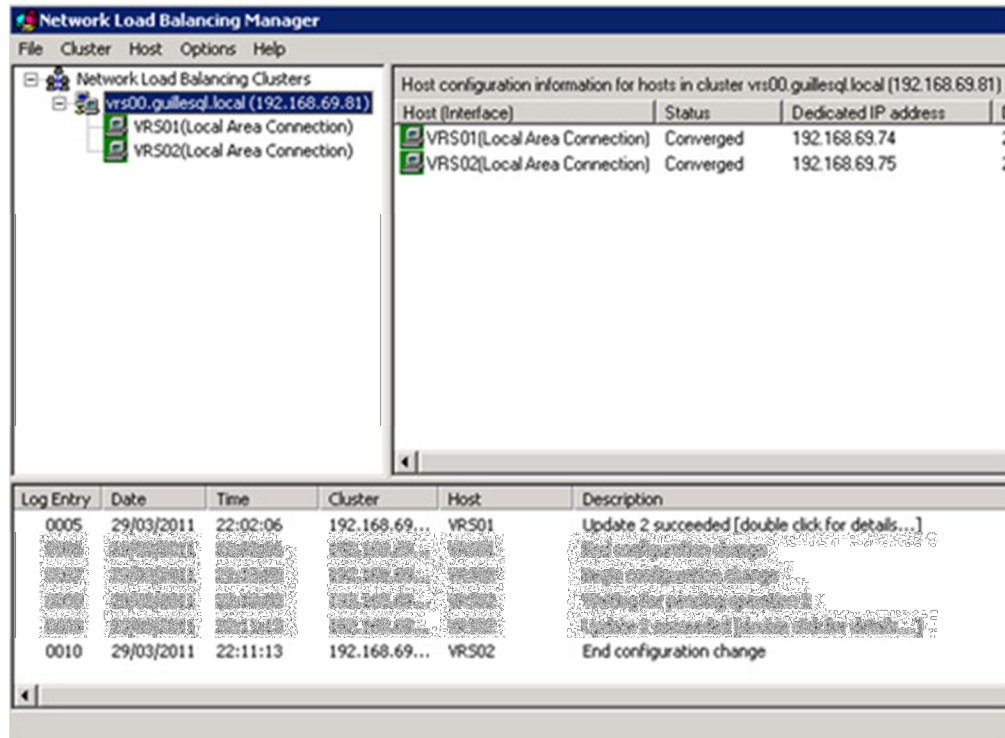 Network Load Balancing Manager
File Cluster Host Options Help
Network Load Balancing Clusters
vrs00.guillesql.local (192.168.69.81)
VRS01(Local Area Connection)
VRS02(Local Area Connection)
Host configuration information for hosts in cluster vrs00.guillesql.local (192.168.69.81)
Host (Interface) Status Dedicated IP address
VRS01(Local Area Connection) Converged 192.168.69.74
VRS02(Local Area Connection) Converged 192.168.69.75
Log Entry Date Time Cluster Host Description
0005 29/03/2011 22:02:06 192.168.69... VRS01 Update 2 succeeded [double click for details...]
configuration change
configuration change
0010 29/03/2011 22:11:13 192.168.69... VRS02 End configuration change